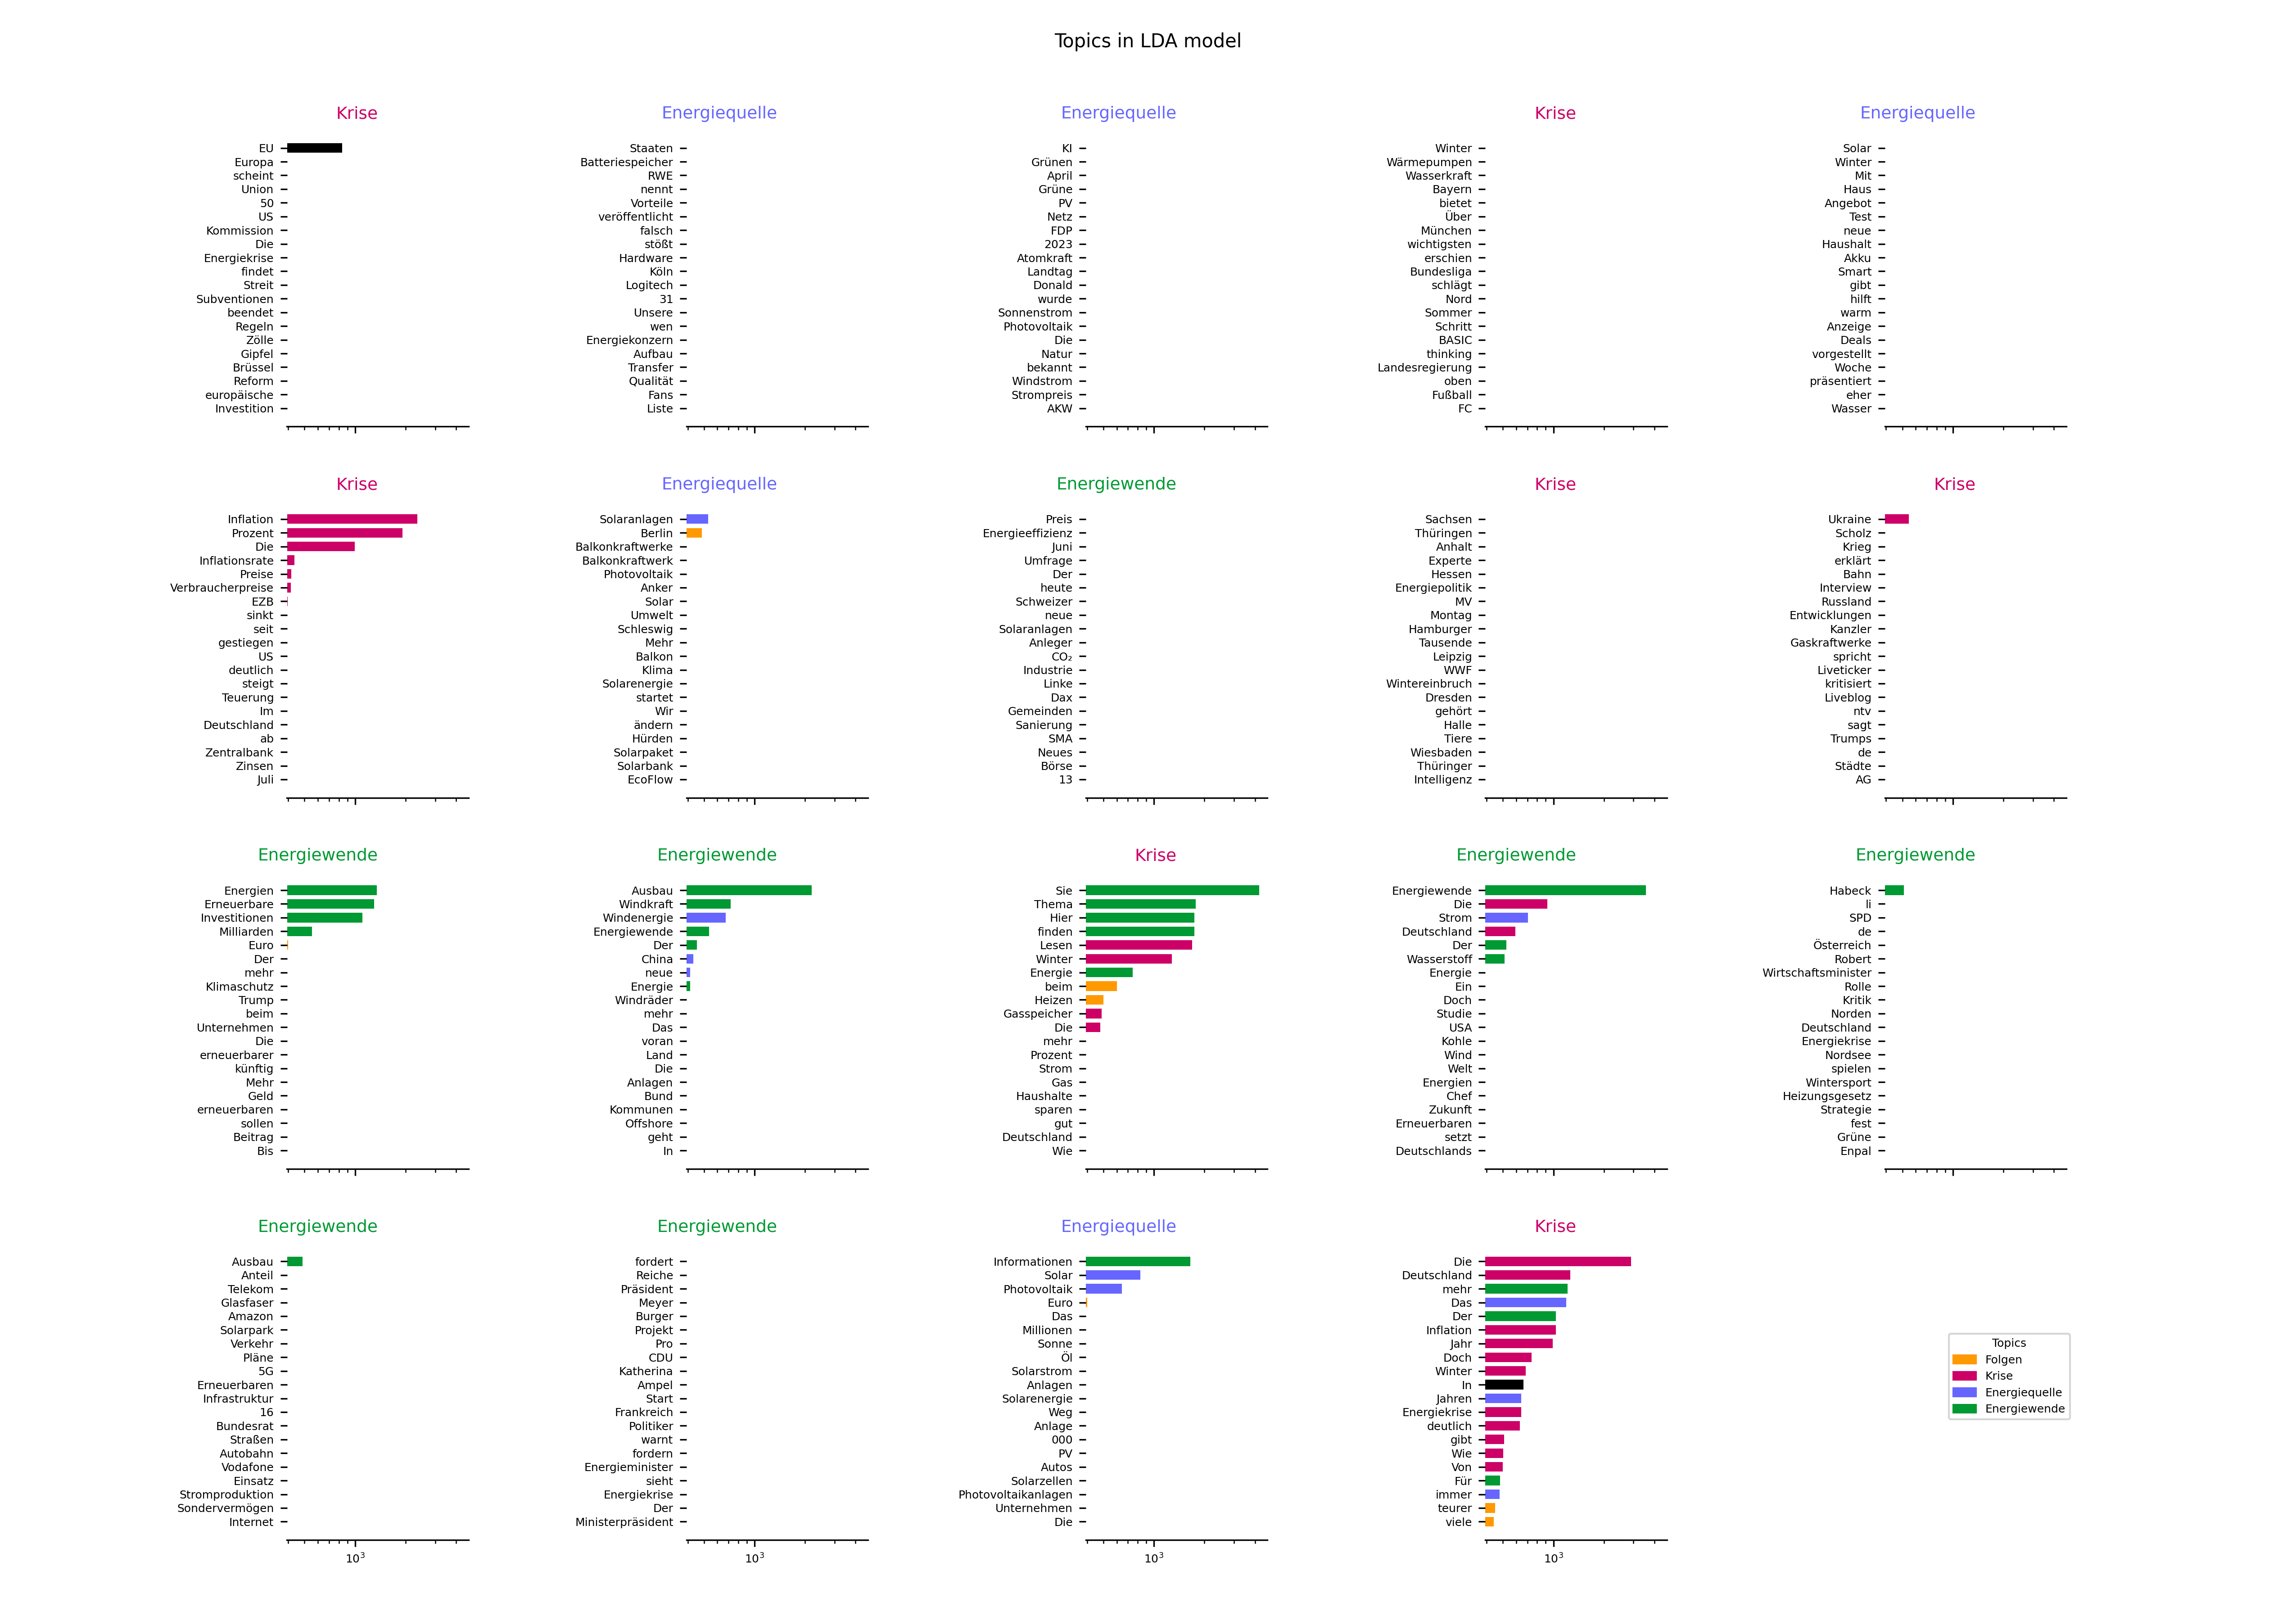 Topics in LDA model
Krise
EU
Europa
scheint
Union
50
US
Kommission
Die
Energiekrise
findet
Streit
Subventionen
beendet
Regeln
Zölle
Gipfel
Brüssel
Reform
europäische
Investition
Energiequelle
Staaten
Batteriespeicher
RWE
nennt
Vorteile
veröffentlicht
falsch
stößt
Hardware
Köln
Logitech
31
Unsere
wen
Energiekonzern
Aufbau
Transfer
Qualität
Fans
Liste
Energiequelle
KI
Grünen
April
Grüne
PV
Netz
FDP
2023
Atomkraft
Landtag
Donald
wurde
Sonnenstrom
Photovoltaik
Die
Natur
bekannt
Windstrom
Strompreis
AKW
Krise
Winter
Wärmepumpen
Wasserkraft
Bayern
bietet
Über
München
wichtigsten
erschien
Bundesliga
schlägt
Nord
Sommer
Schritt
BASIC
thinking
Landesregierung
oben
Fußball
FC
Energiequelle
Solar
Winter
Mit
Haus
Angebot
Test
neue
Haushalt
Akku
Smart
gibt
hilft
warm
Anzeige
Deals
vorgestellt
Woche
präsentiert
eher
Wasser
Krise
Inflation
Prozent
Die
Inflationsrate
Preise
Verbraucherpreise
EZB
sinkt
seit
gestiegen
US
deutlich
steigt
Teuerung
Im
Deutschland
ab
Zentralbank
Zinsen
Juli
Energiequelle
Solaranlagen
Berlin
Balkonkraftwerke
Balkonkraftwerk
Photovoltaik
Anker
Solar
Umwelt
Schleswig
Mehr
Balkon
Klima
Solarenergie
startet
Wir
ändern
Hürden
Solarpaket
Solarbank
EcoFlow
Energiewende
Preis
Energieeffizienz
Juni
Umfrage
Der
heute
Schweizer
neue
Solaranlagen
Anleger
CO₂
Industrie
Linke
Dax
Gemeinden
Sanierung
SMA
Neues
Börse
13
Krise
Sachsen
Thüringen
Anhalt
Experte
Hessen
Energiepolitik
MV
Montag
Hamburger
Tausende
Leipzig
WWF
Wintereinbruch
Dresden
gehört
Halle
Tiere
Wiesbaden
Thüringer
Intelligenz
Krise
Ukraine
Scholz
Krieg
erklärt
Bahn
Interview
Russland
Entwicklungen
Kanzler
Gaskraftwerke
spricht
Liveticker
kritisiert
Liveblog
ntv
sagt
Trumps
de
Städte
AG
Energiewende
Energien
Erneuerbare
Investitionen
Milliarden
Euro
Der
mehr
Klimaschutz
Trump
beim
Unternehmen
Die
erneuerbarer
künftig
Mehr
Geld
erneuerbaren
sollen
Beitrag
Bis
Energiewende
Ausbau
Windkraft
Windenergie
Energiewende
Der
China
neue
Energie
Windräder
mehr
Das
voran
Land
Die
Anlagen
Bund
Kommunen
Offshore
geht
In
Krise
Sie
Thema
Hier
finden
Lesen
Winter
Energie
beim
Heizen
Gasspeicher
Die
mehr
Prozent
Strom
Gas
Haushalte
sparen
gut
Deutschland
Wie
Energiewende
Energiewende
Die
Strom
Deutschland
Der
Wasserstoff
Energie
Ein
Doch
Studie
USA
Kohle
Wind
Welt
Energien
Chef
Zukunft
Erneuerbaren
setzt
Deutschlands
Energiewende
Habeck
li
SPD
de
Österreich
Robert
Wirtschaftsminister
Rolle
Kritik
Norden
Deutschland
Energiekrise
Nordsee
spielen
Wintersport
Heizungsgesetz
Strategie
fest
Grüne
Enpal
Energiewende
Ausbau
Anteil
Telekom
Glasfaser
Amazon
Solarpark
Verkehr
Pläne
5G
Erneuerbaren
Infrastruktur
16
Bundesrat
Straßen
Autobahn
Vodafone
Einsatz
Stromproduktion
Sondervermögen
Internet
10³
Energiewende
fordert
Reiche
Präsident
Meyer
Burger
Projekt
Pro
CDU
Katherina
Ampel
Start
Frankreich
Politiker
warnt
fordern
Energieminister
sieht
Energiekrise
Der
Ministerpräsident
10³
Energiequelle
Informationen
Solar
Photovoltaik
Euro
Das
Millionen
Sonne
Öl
Solarstrom
Anlagen
Solarenergie
Weg
Anlage
000
PV
Autos
Solarzellen
Photovoltaikanlagen
Unternehmen
Die
10³
Krise
Die
Deutschland
mehr
Das
Der
Inflation
Jahr
Doch
Winter
In
Jahren
Energiekrise
deutlich
gibt
Wie
Von
Für
immer
teurer
viele
10³
Topics
Folgen
Krise
Energiequelle
Energiewende